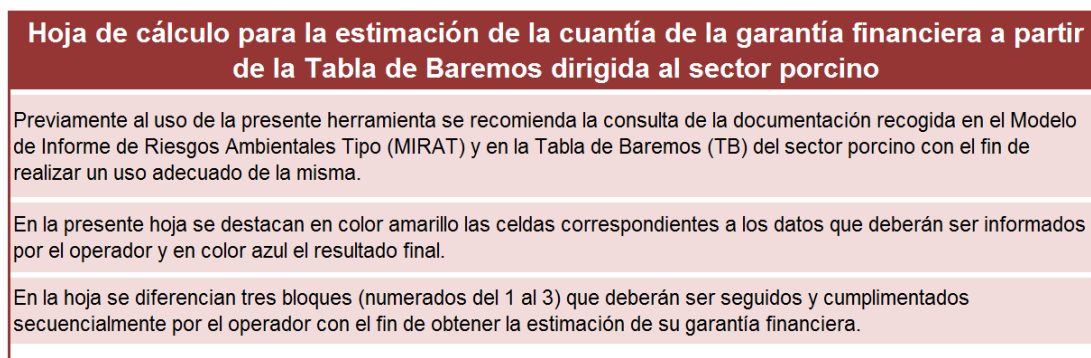 Hoja de cálculo para la estimación de la cuantía de la garantía financiera a partir
de la Tabla de Baremos dirigida al sector porcino
Previamente al uso de la presente herramienta se recomienda la consulta de la documentación recogida en el Modelo
de Informe de Riesgos Ambientales Tipo (MIRAT) y en la Tabla de Baremos (TB) del sector porcino con el fin de
realizar un uso adecuado de la misma.
En la presente hoja se destacan en color amarillo las celdas correspondientes a los datos que deberán ser informados
por el operador y en color azul el resultado final.
En la hoja se diferencian tres bloques (numerados del 1 al 3) que deberán ser seguidos y cumplimentados
secuencialmente por el operador con el fin de obtener la estimación de su garantía financiera.